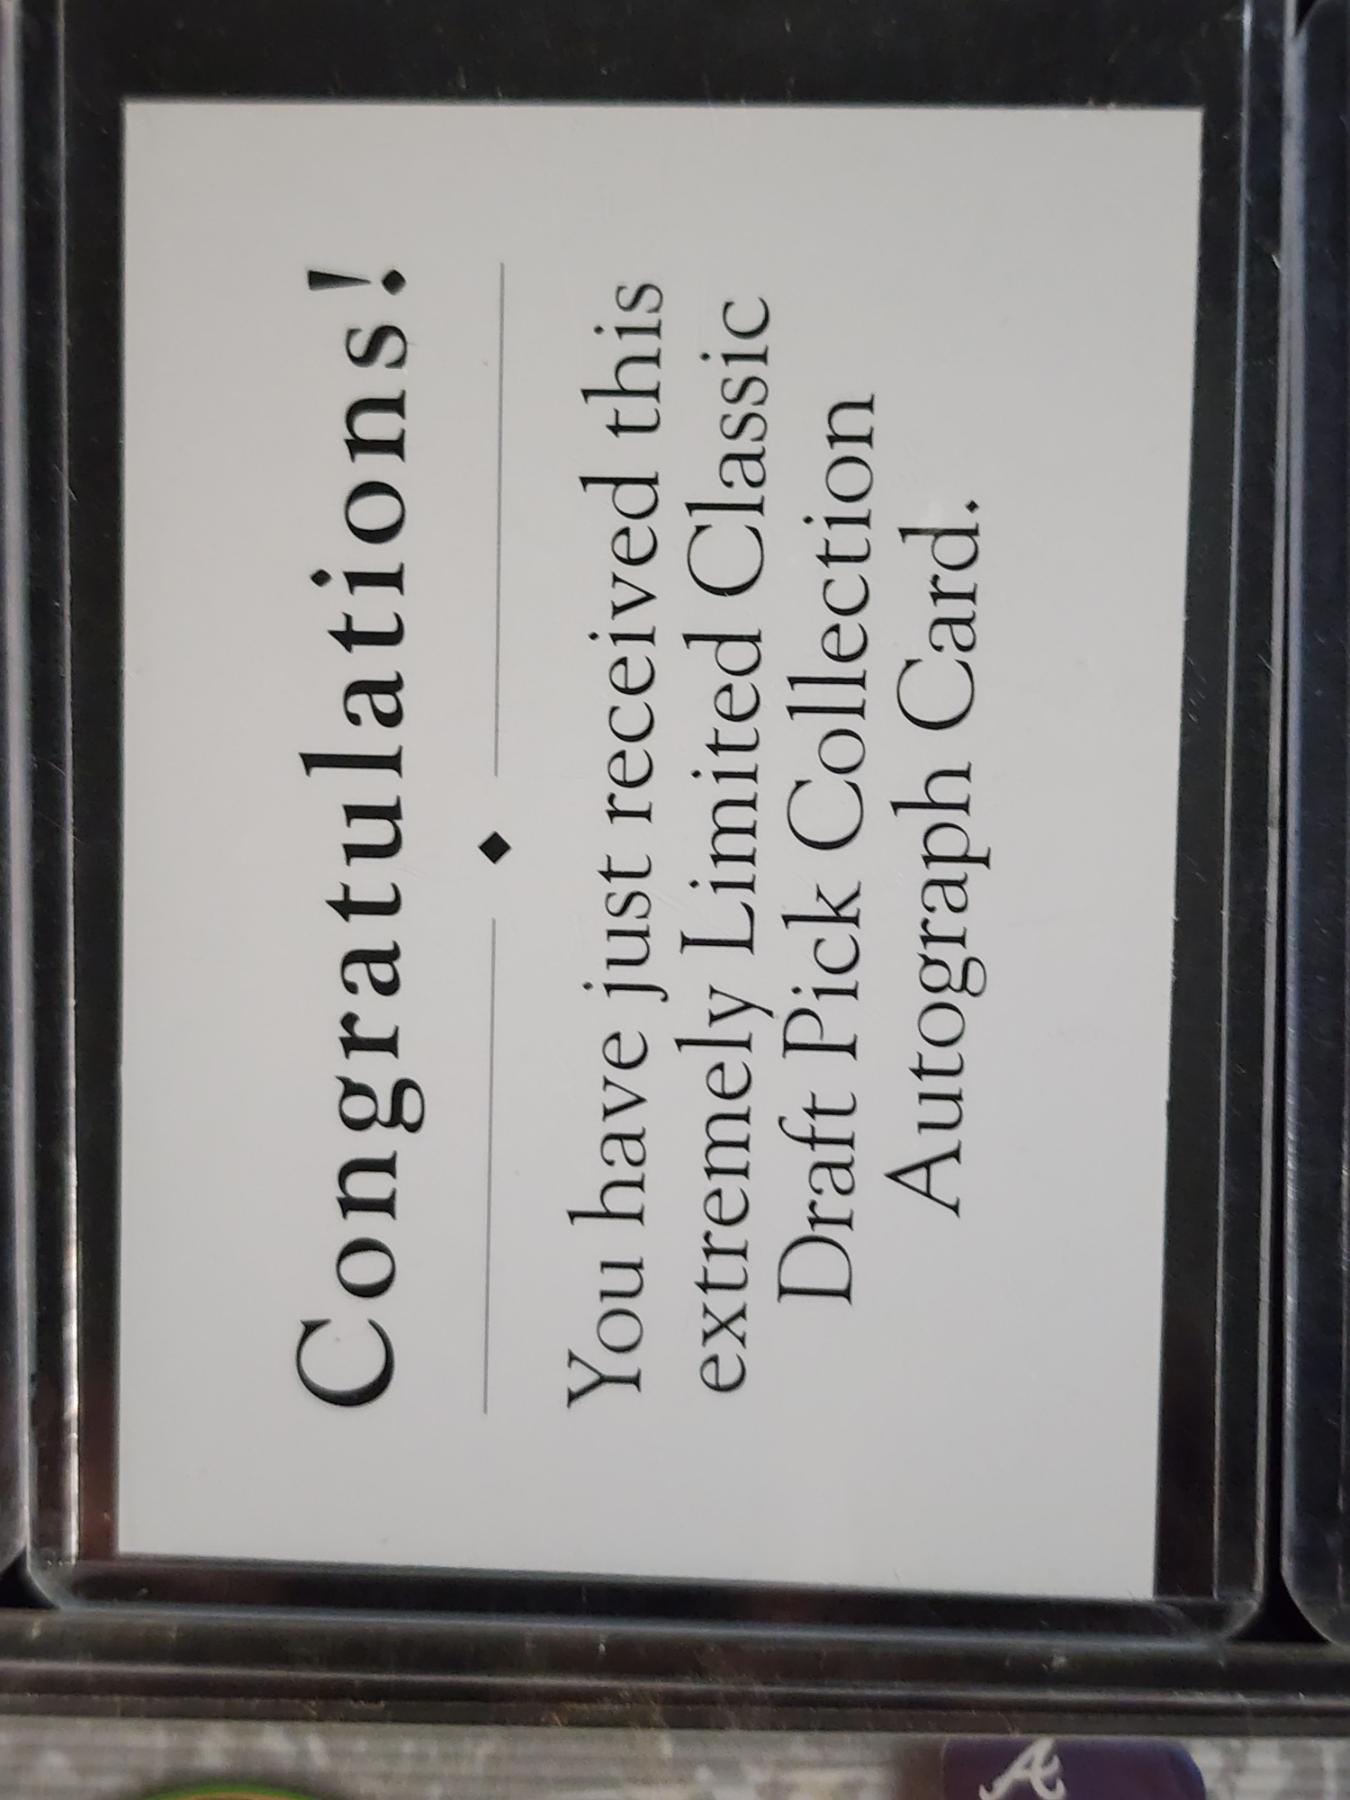 Congratulations!
You have just received this
extremely Limited Classic
Draft Pick Collection
Autograph Card.
A